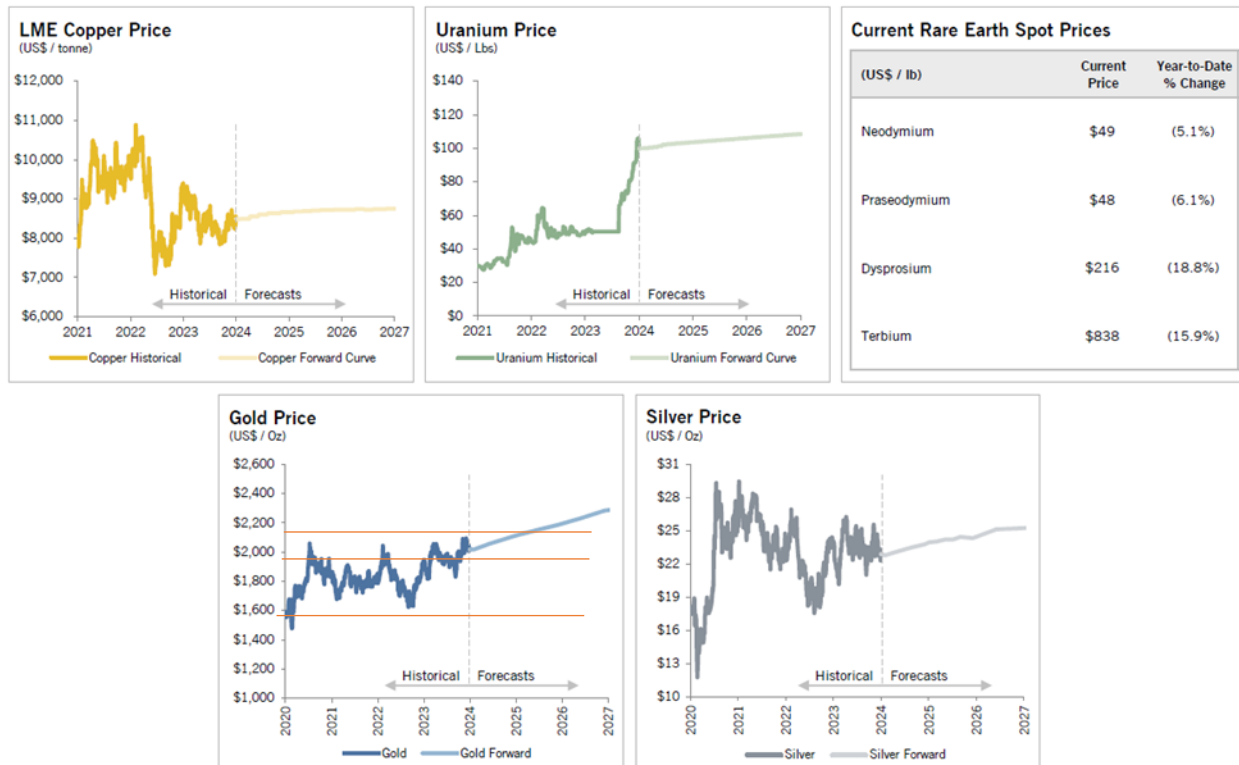 LME Copper Price
(US$ / tonne)
$12,000
$11,000
$10,000
$9,000
$8,000
$7,000
$6,000
Historical Forecasts
2021 2022 2023 2024 2025 2026 2027
Copper Historical Copper Forward Curve
Uranium Price
(US$ / Lbs)
$140
$120
$100
$80
$60
$40
$20
$0
Historical Forecasts
2021 2022 2023 2024 2025 2026 2027
Uranium Historical Uranium Forward Curve
Current Rare Earth Spot Prices
(US$ / lb) Current Price Year-to-Date % Change
Neodymium $49 (5.1%)
Praseodymium $48 (6.1%)
Dysprosium $216 (18.8%)
Terbium $838 (15.9%)
Gold Price
(US$ / Oz)
$2,600
$2,400
$2,200
$2,000
$1,800
$1,600
$1,400
$1,200
$1,000
Historical Forecasts
2020 2021 2022 2023 2024 2025 2026 2027
Gold Gold Forward
Silver Price
(US$ / Oz)
$31
$28
$25
$22
$19
$16
$13
$10
Historical Forecasts
2020 2021 2022 2023 2024 2025 2026 2027
Silver Silver Forward